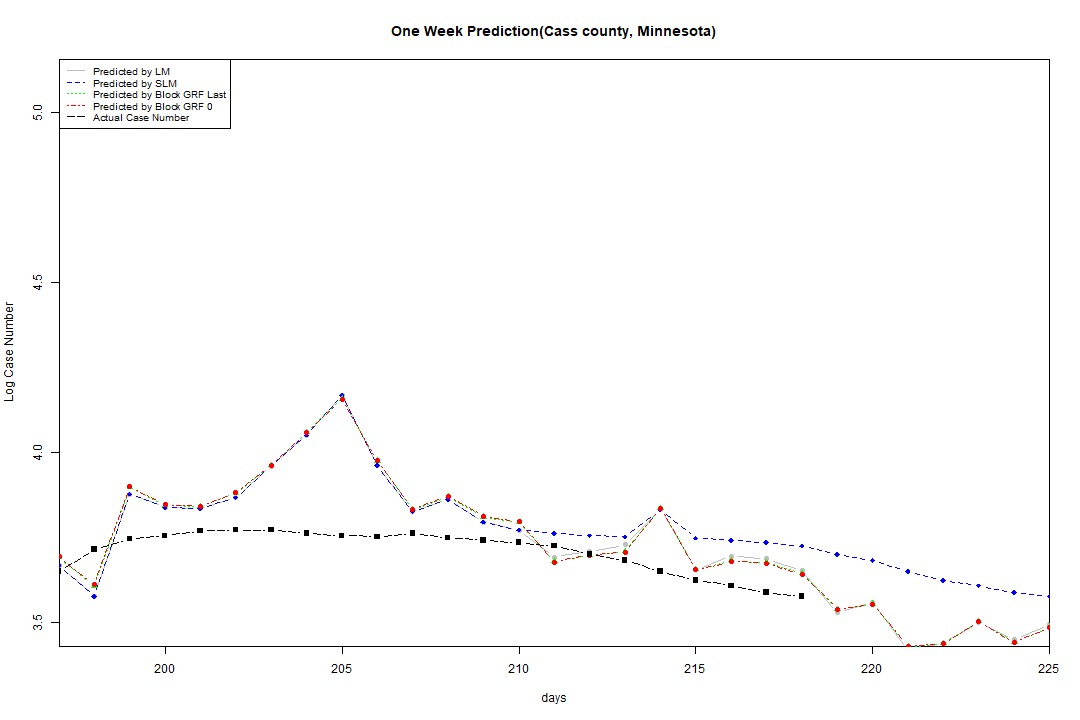 One Week Prediction(Cass county, Minnesota)
Predicted by LM
Predicted by SLM
Predicted by Block GRF Last
Predicted by Block GRF 0
Actual Case Number
5.0
4.5
4.0
3.5
Log Case Number
200 205 210 215 220 225
days